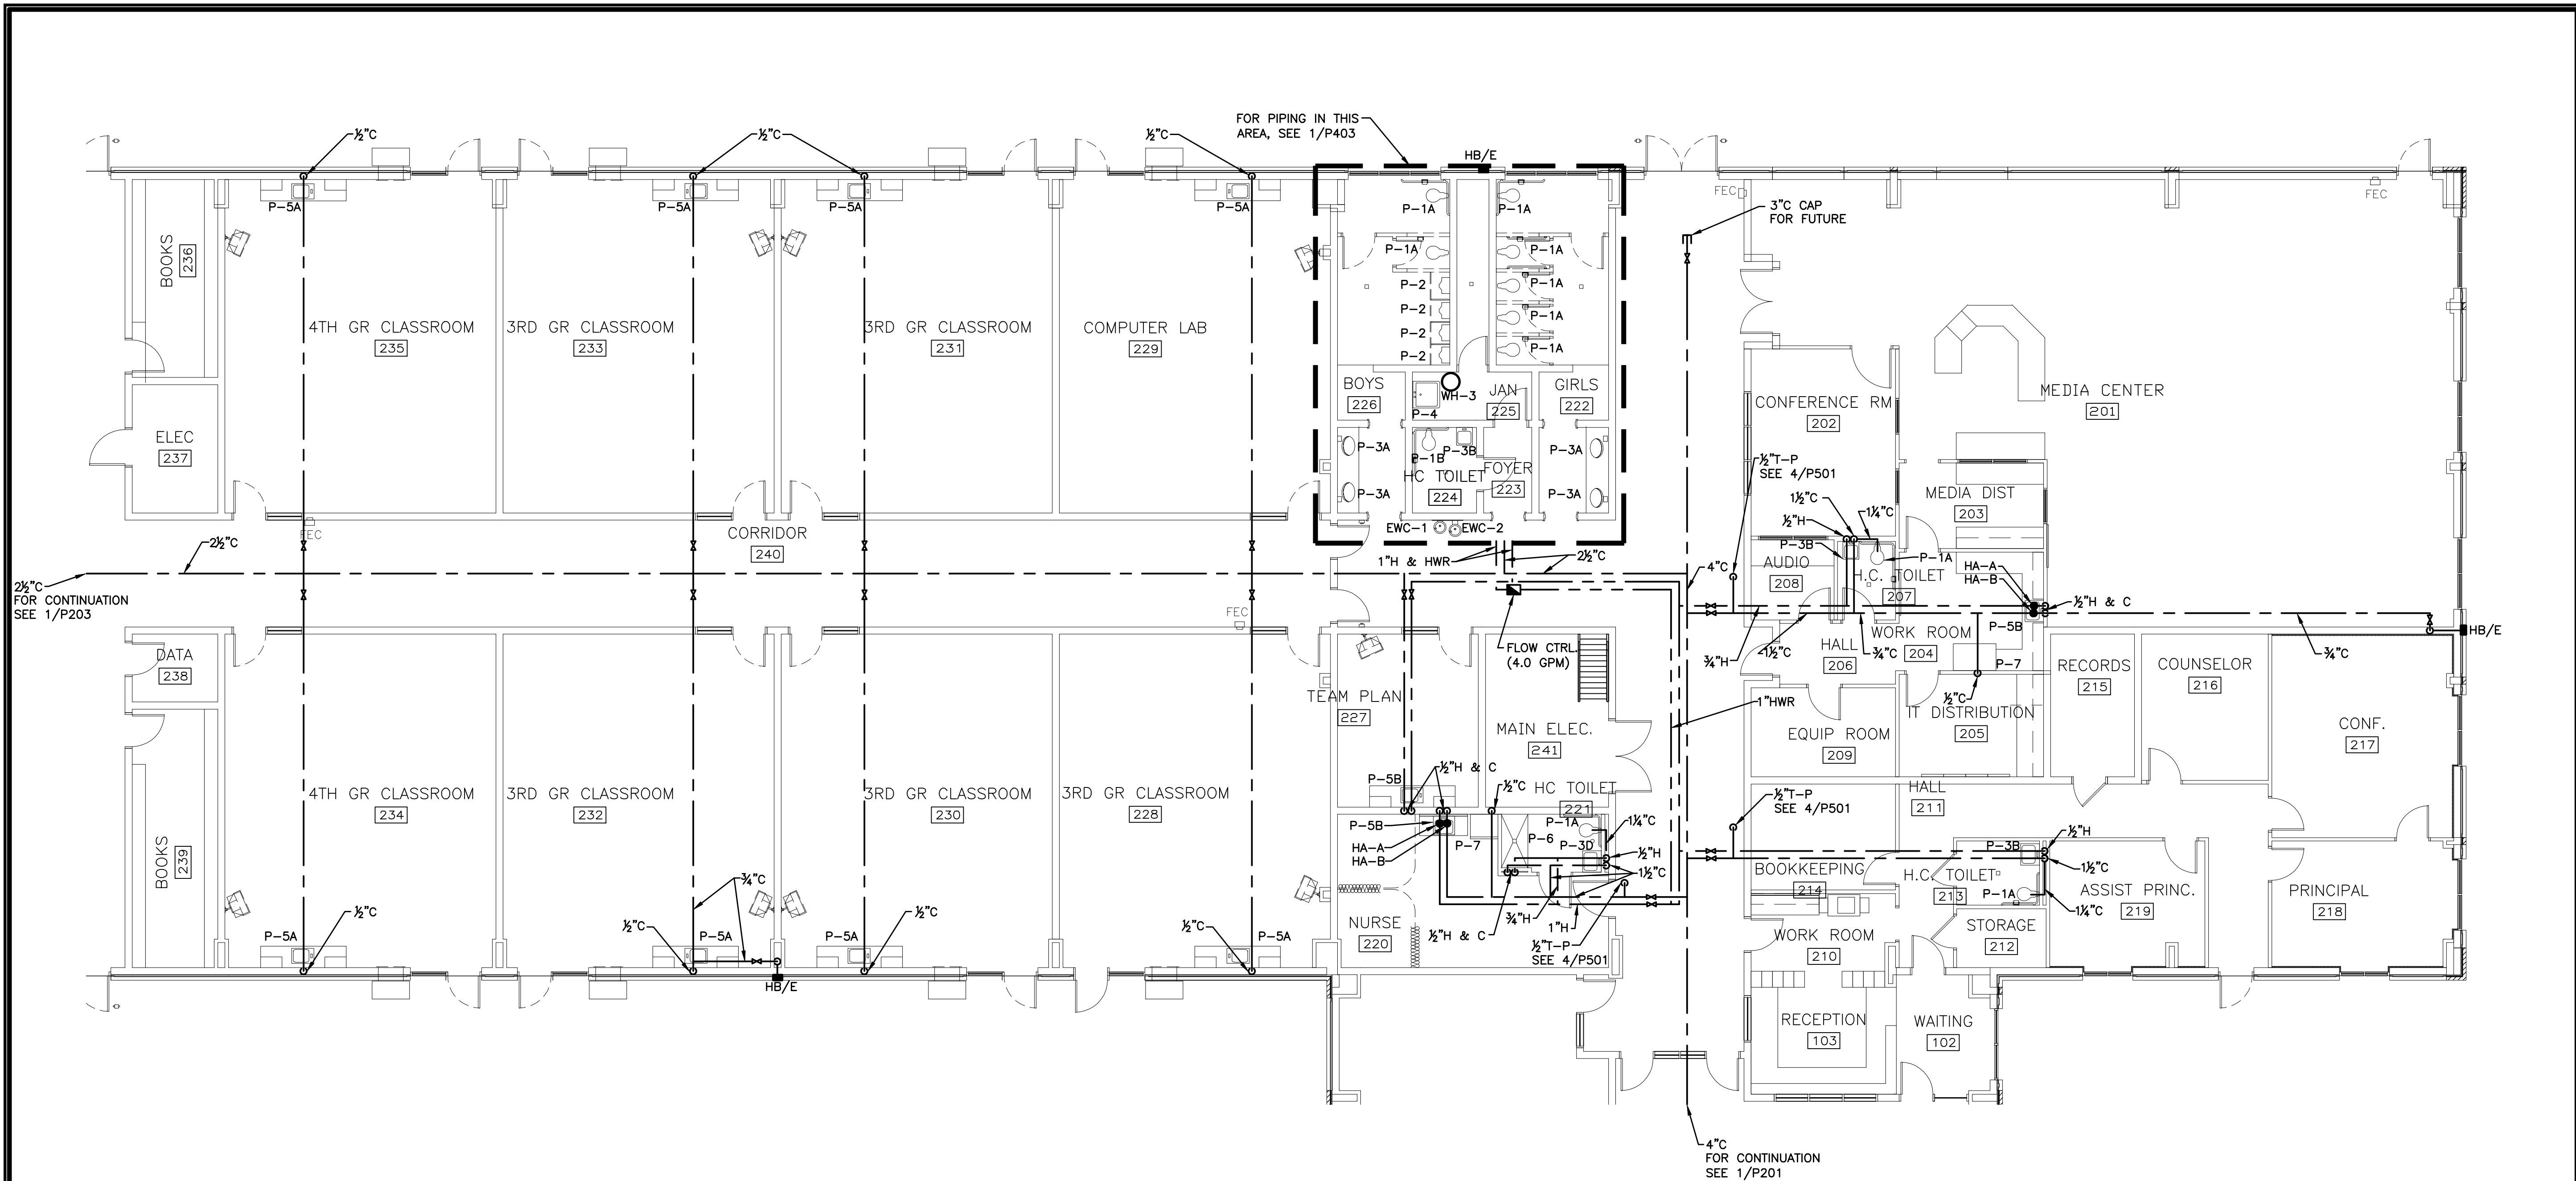 FOR PIPING IN THIS
AREA, SEE 1/P403
½"C
½"C
½"C
HB/E
P-5A
P-5A
P-5A
P-5A
P-1A
P-1A
FEC
FEC
3"C CAP
FOR FUTURE
BOOKS
236
P-1A
P-1A
P-2
P-1A
P-2
P-1A
P-2
P-2
P-1A
4TH GR CLASSROOM
235
3RD GR CLASSROOM
233
3RD GR CLASSROOM
231
COMPUTER LAB
229
BOYS
226
WH-3
P-4
JAN
225
GIRLS
222
CONFERENCE RM
202
MEDIA CENTER
201
ELEC
237
P-3A
P-1B
P-3B
P-3A
HC TOILET
224
FOYER
223
P-3A
P-3A
½"T-P
SEE 4/P501
MEDIA DIST
203
1½"C
½"H
1¼"C
FEC
CORRIDOR
240
EWC-1
EWC-2
2½"C
2½"C
FOR CONTINUATION
SEE 1/P203
1"H & HWR
2½"C
4"C
P-3B
P-1A
AUDIO
208
H.C. TOILET
207
HA-A
HA-B
½"H & C
P-5B
HB/E
FEC
FLOW CTRL.
(4.0 GPM)
¾"H
1½"C
HALL
206
¾"C
WORK ROOM
204
P-7
¾"C
DATA
238
TEAM PLAN
227
MAIN ELEC.
241
1"HWR
RECORDS
215
COUNSELOR
216
½"C
IT DISTRIBUTION
205
EQUIP ROOM
209
CONF.
217
4TH GR CLASSROOM
234
3RD GR CLASSROOM
232
3RD GR CLASSROOM
230
3RD GR CLASSROOM
228
P-5B
½"H & C
½"C
HC TOILET
221
HALL
211
½"T-P
SEE 4/P501
P-5B
HA-A
HA-B
P-7
P-6
P-1A
P-3D
1¼"C
½"H
1½"C
P-3B
½"H
1½"C
BOOKS
239
¾"C
BOOKKEEPING
214
H.C. TOILET
213
P-1A
1¼"C
ASSIST PRINC.
219
PRINCIPAL
218
½"C
½"C
½"C
½"C
P-5A
P-5A
P-5A
P-5A
HB/E
NURSE
220
½"H & C
¾"H
1"H
½"T-P
SEE 4/P501
WORK ROOM
210
STORAGE
212
RECEPTION
103
WAITING
102
4"C
FOR CONTINUATION
SEE 1/P201